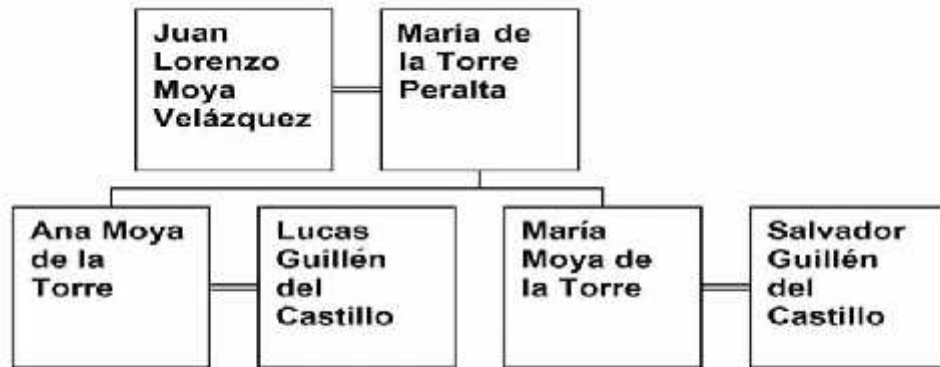 Juan
Lorenzo
Moya
Velázquez
María de
la Torre
Peralta
Ana Moya
de la
Torre
Lucas
Guillén
del
Castillo
María
Moya de
la Torre
Salvador
Guillén
del
Castillo